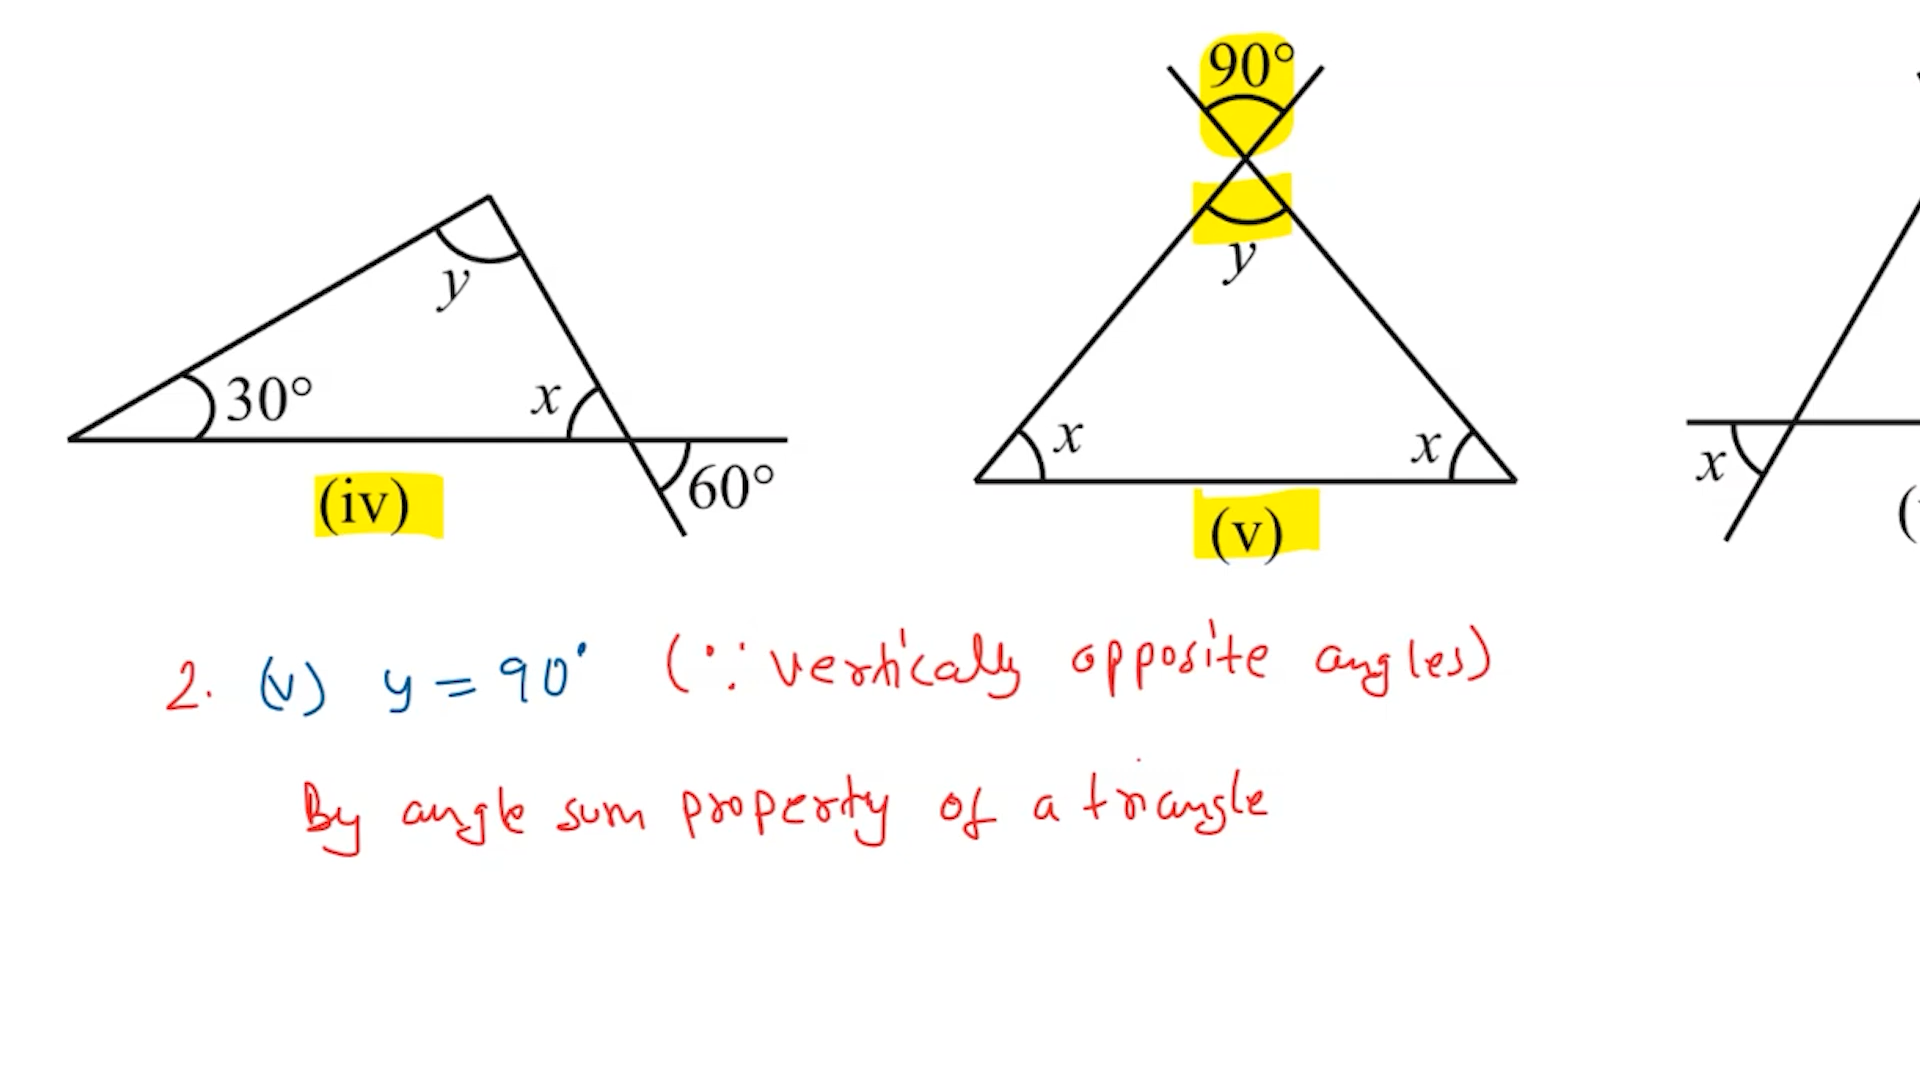 90°
y
y
30°
x
x
x
x
60°
(iv)
(v)
(
2. (v) y = 90° (∵ vertically opposite angles)
By angle sum property of a triangle